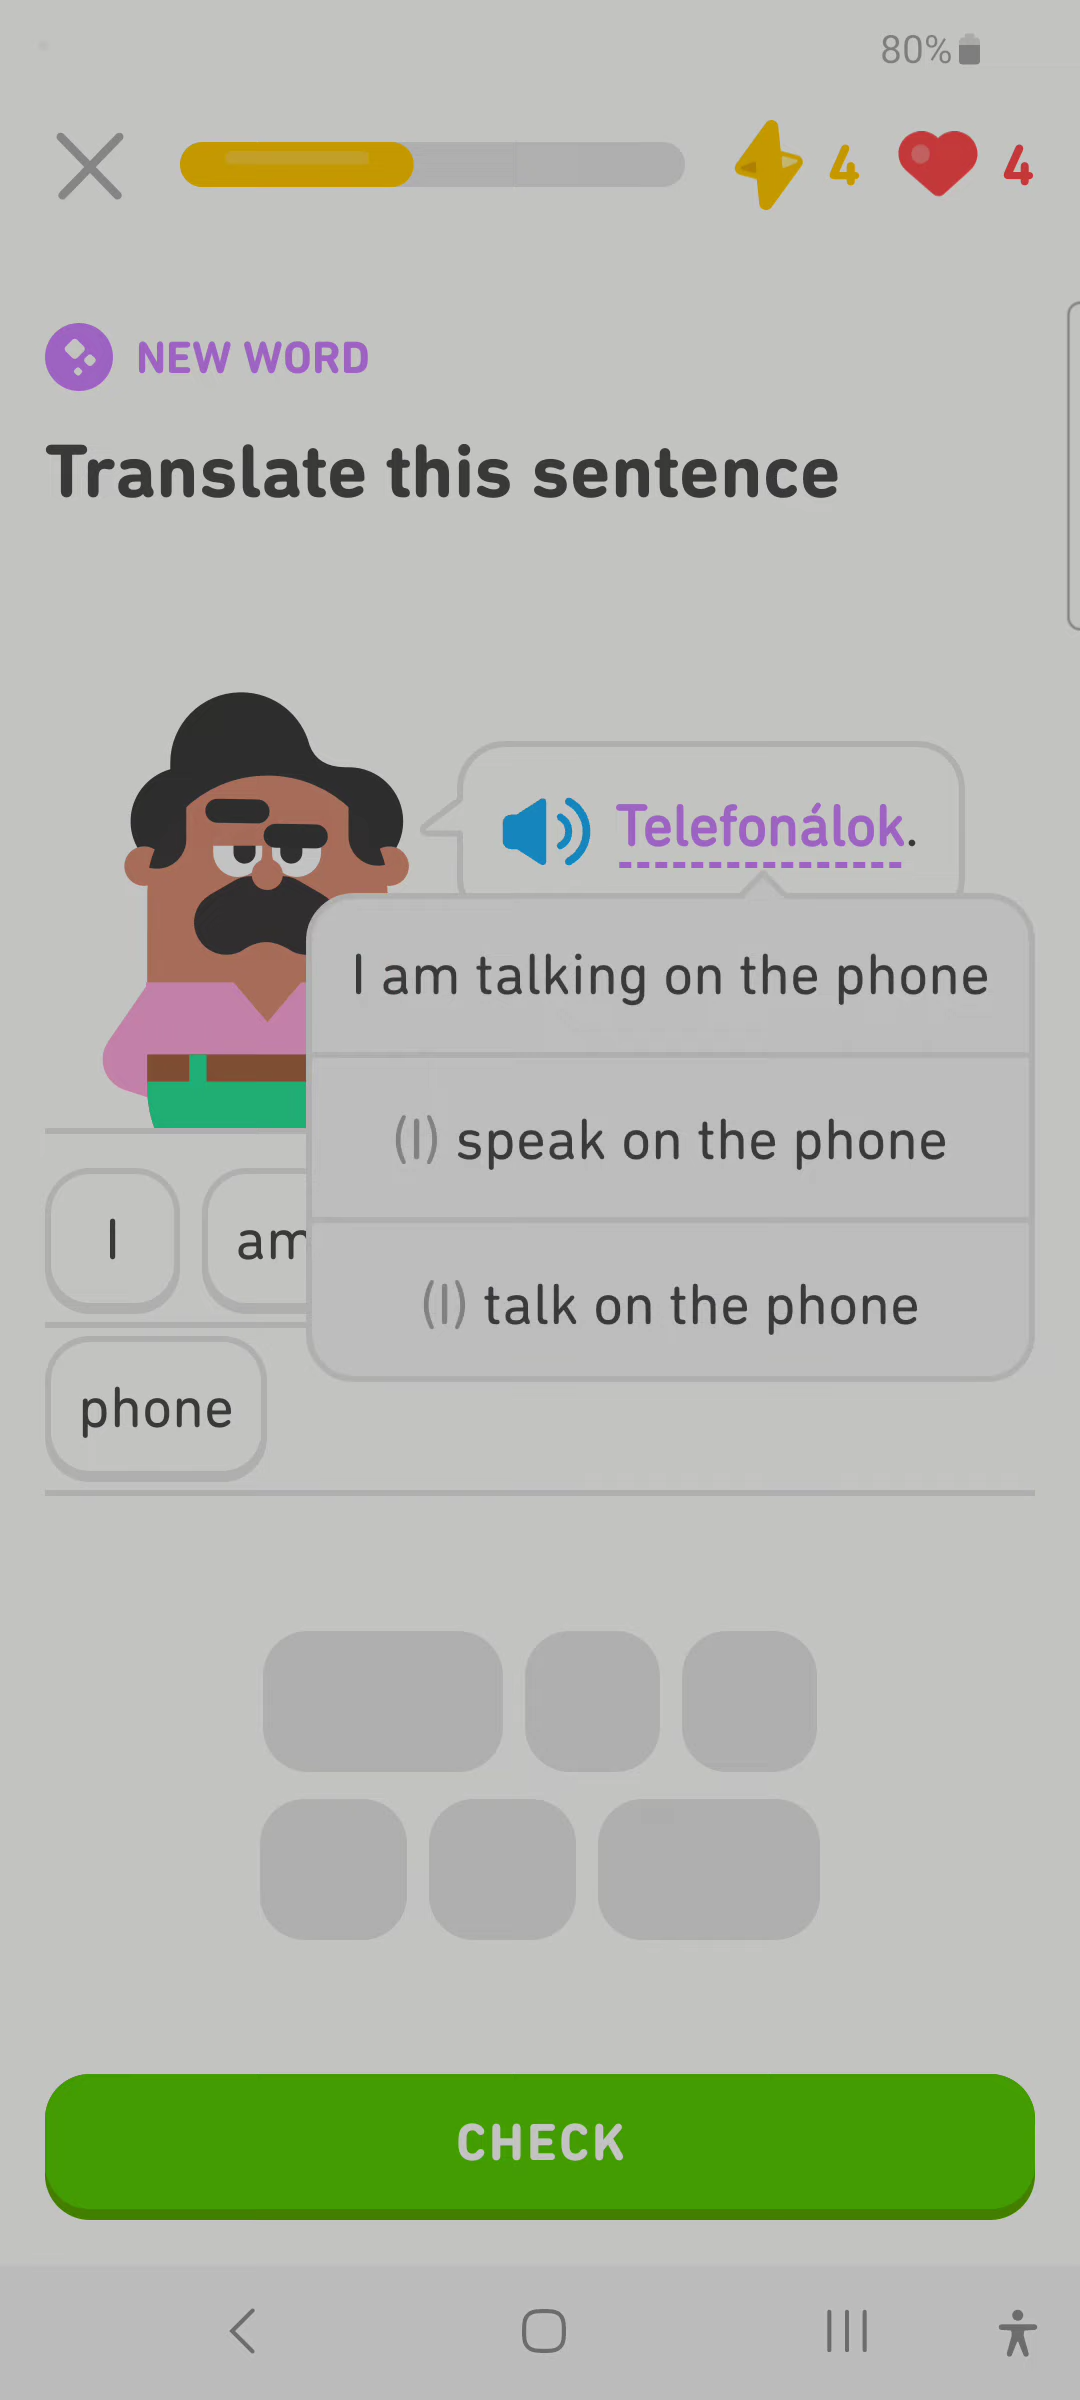 80%
4 4
NEW WORD
Translate this sentence
Telefonálok.
I am talking on the phone
(I) speak on the phone
(I) talk on the phone
I am
phone
CHECK